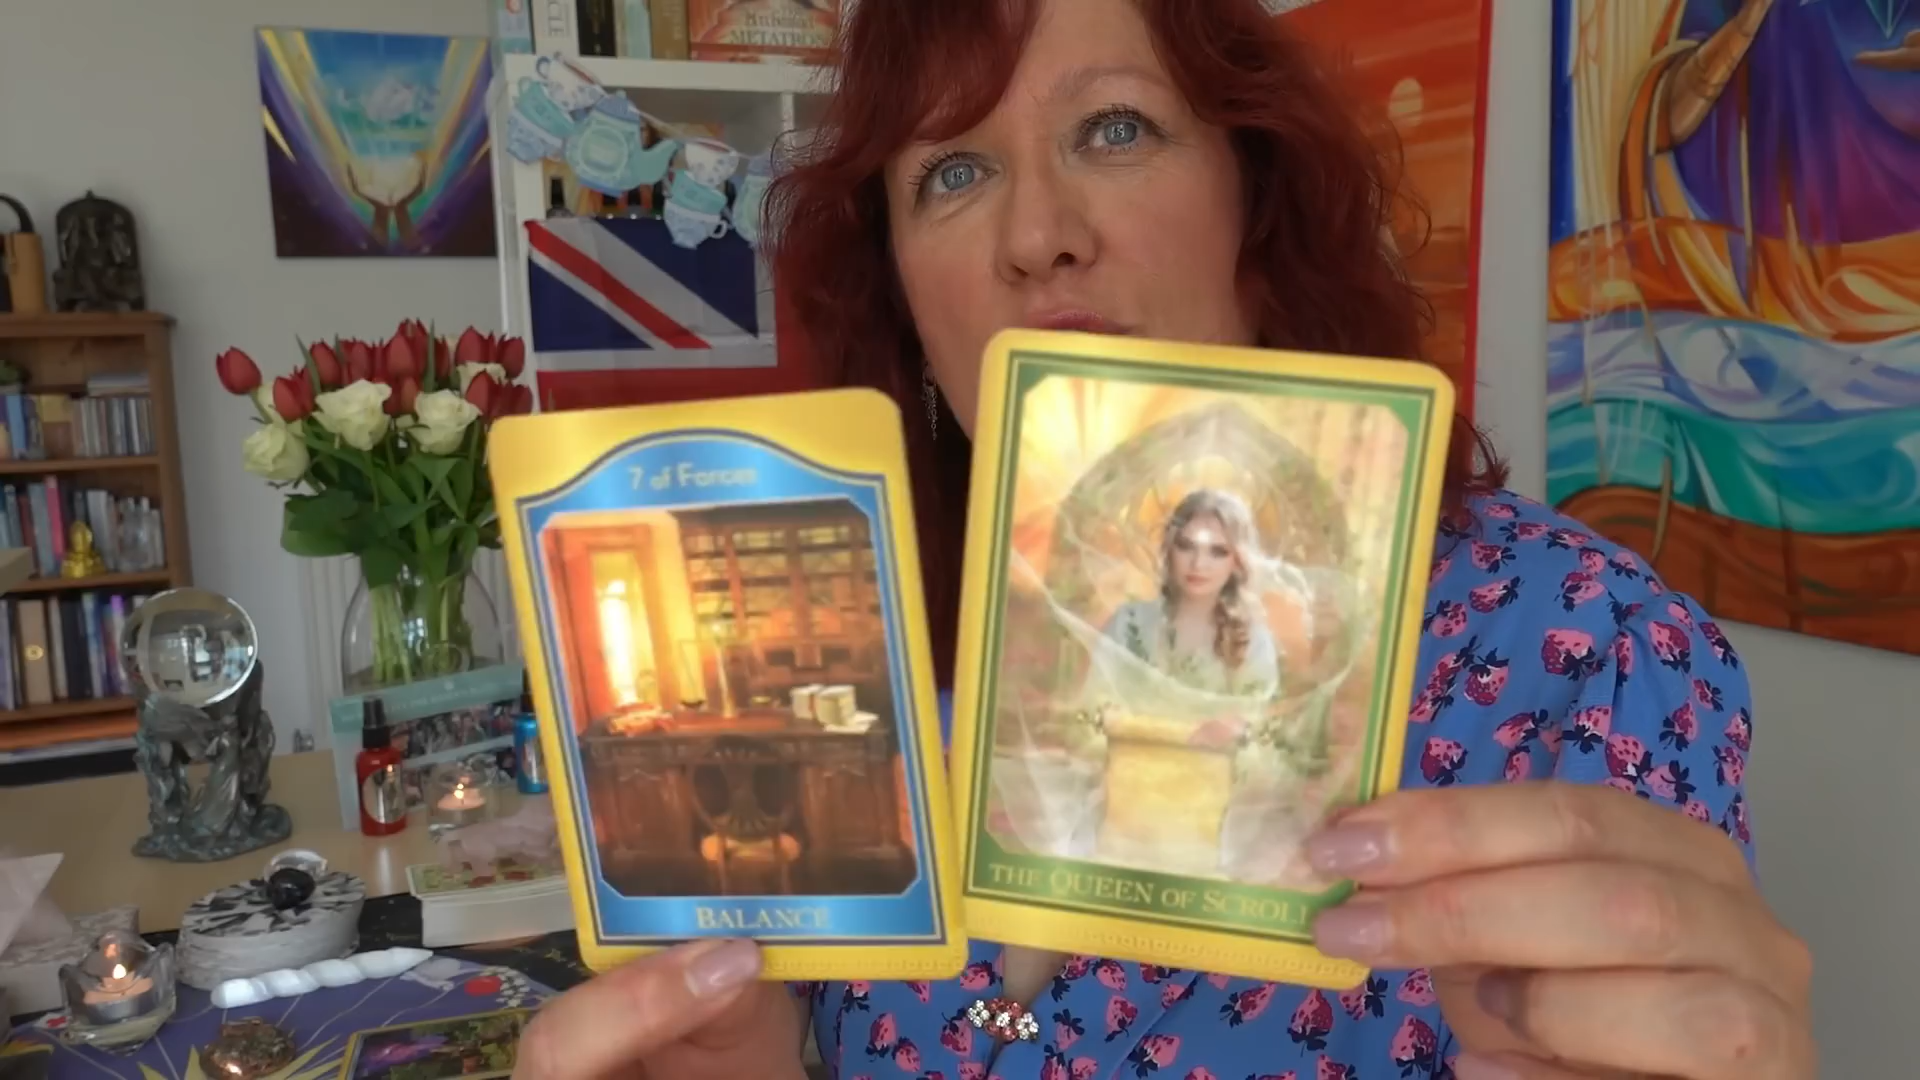 METATRON
7 of Forces
BALANCE
THE QUEEN OF SCROLL